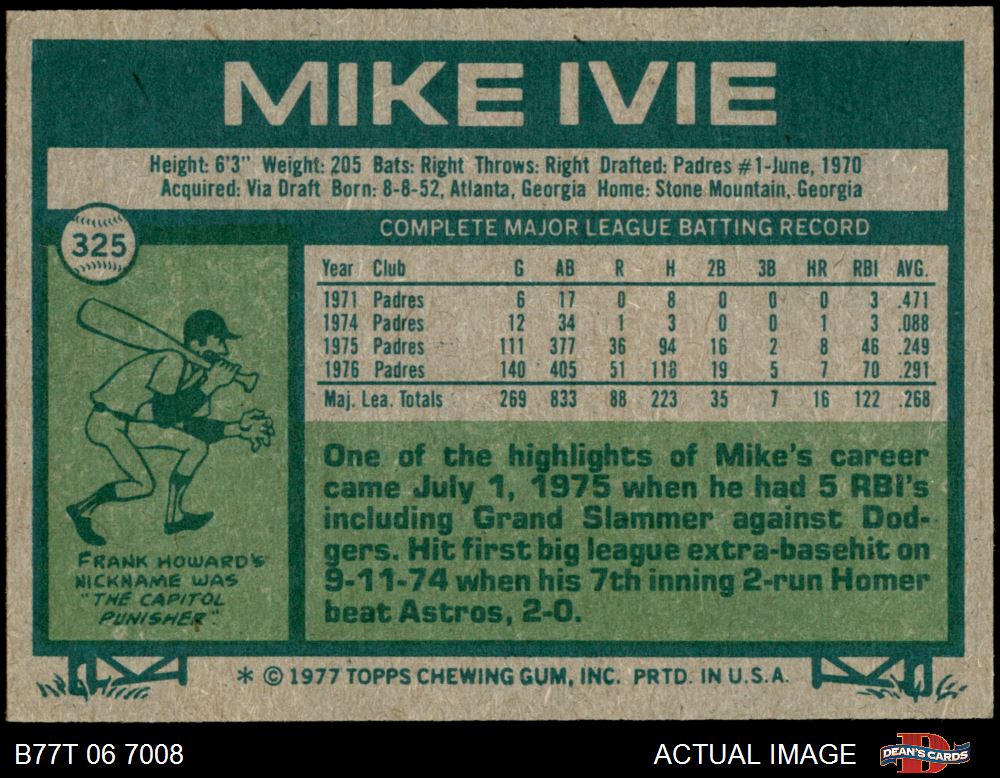 MIKE IVIE
Height: 6'3" Weight: 205 Bats: Right Throws: Right Drafted: Padres #1-June, 1970
Acquired: Via Draft Born: 8-8-52, Atlanta, Georgia Home: Stone Mountain, Georgia
325
COMPLETE MAJOR LEAGUE BATTING RECORD
Year Club G AB R H 2B 3B HR RBI AVG.
1971 Padres 6 17 0 8 0 0 0 3 .471
1974 Padres 12 34 1 3 0 0 1 3 .088
1975 Padres 111 377 36 94 16 2 8 46 .249
1976 Padres 140 405 51 118 19 5 7 70 .291
Maj. Lea. Totals 269 833 88 223 35 7 16 122 .268
One of the highlights of Mike's career
came July 1, 1975 when he had 5 RBI's
including Grand Slammer against Dod-
gers. Hit first big league extra-basehit on
9-11-74 when his 7th inning 2-run Homer
beat Astros, 2-0.
FRANK HOWARD'S
NICKNAME WAS
"THE CAPITOL
PUNISHER".
* © 1977 TOPPS CHEWING GUM, INC. PRTD. IN U.S.A.
B77T 06 7008
ACTUAL IMAGE
DEAN'S CARDS